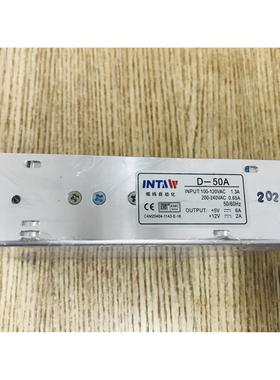 INTAW
D-50A
INPUT:100-120VAC 1.3A
200-240VAC 0.65A
50/60Hz
OUTPUT: +5V 6A
+12V 2A
202